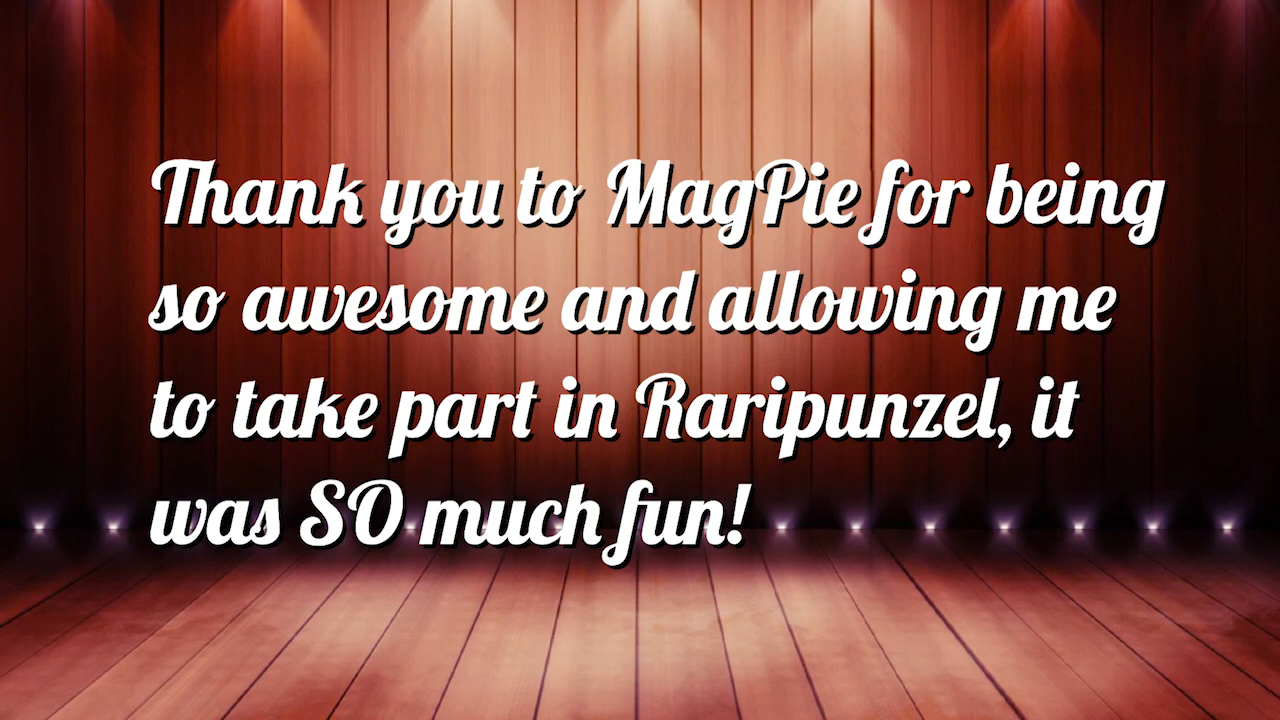 Thank you to MagPie for being
so awesome and allowing me
to take part in Raripunzel, it
was SO much fun!